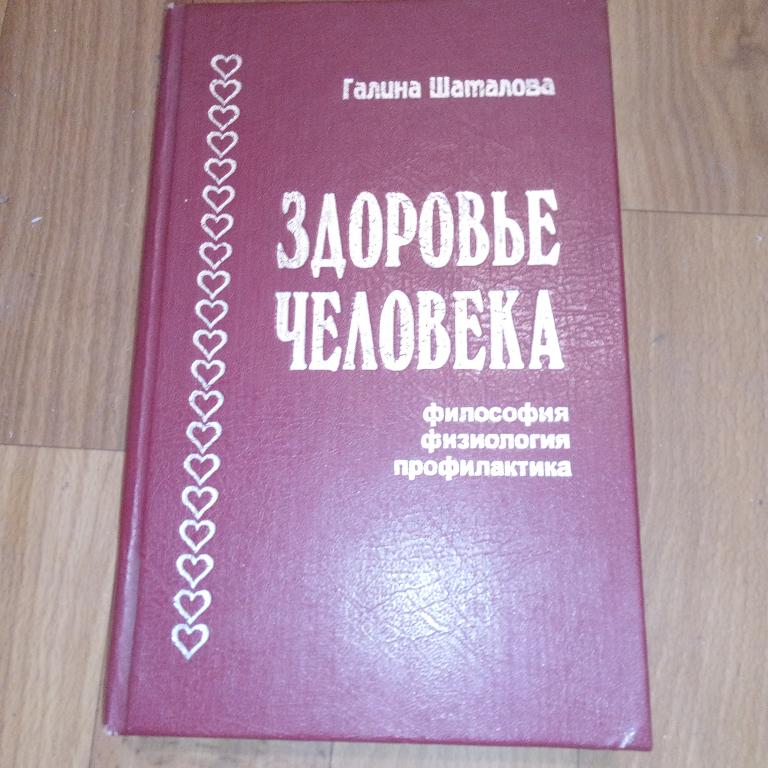 Галина Шаталова
ЗДОРОВЬЕ
ЧЕЛОВЕКА
философия
физиология
профилактика